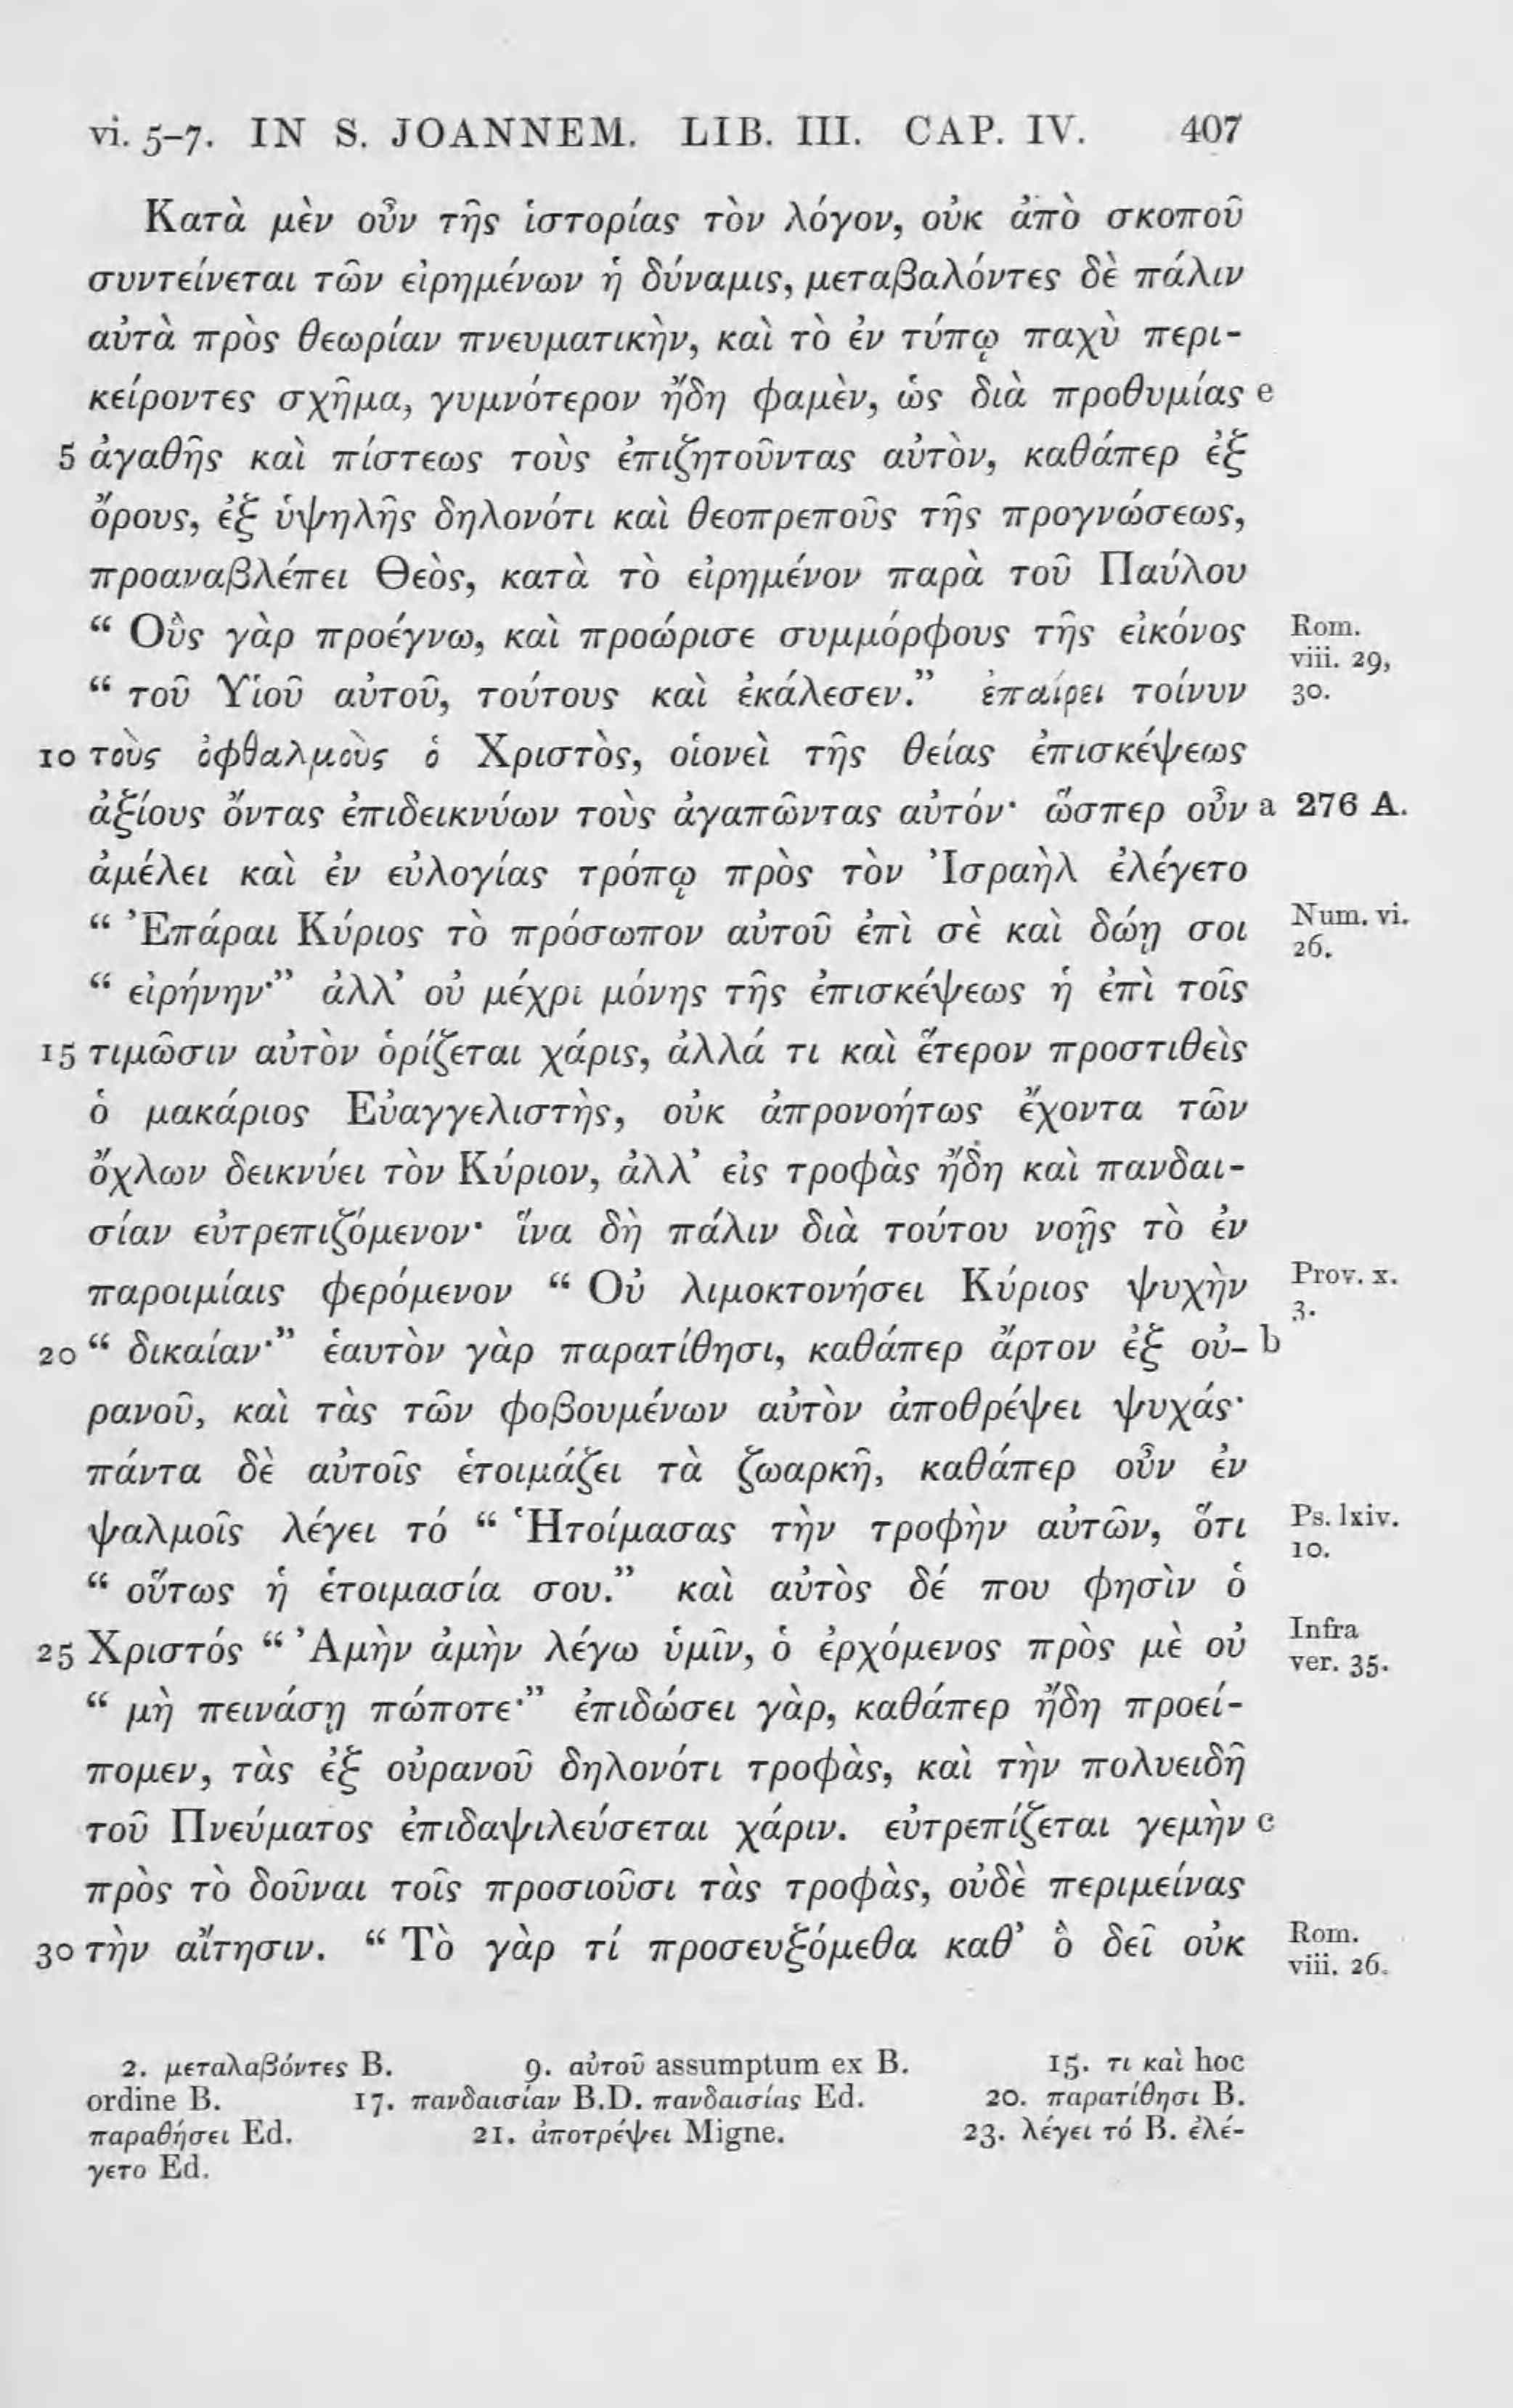 vi. 5–7. IN S. JOANNEM. LIB. III. CAP. IV. 407
Κατὰ μὲν οὖν τῆς ἱστορίας τὸν λόγον, οὐκ ἀπὸ σκοποῦ
συντείνεται τῶν εἰρημένων ἡ δύναμις, μεταβαλόντες δὲ πάλιν
αὐτὰ πρὸς θεωρίαν πνευματικὴν, καὶ τὸ ἐν τύπῳ παχὺ περι-
κείροντες σχῆμα, γυμνότερον ἤδη φαμὲν, ὡς διὰ προθυμίας e
5 ἀγαθῆς καὶ πίστεως τοὺς ἐπιζητοῦντας αὐτὸν, καθάπερ ἐξ
ὄρους, ἐξ ὑψηλῆς δηλονότι καὶ θεοπρεποῦς τῆς προγνώσεως,
προαναβλέπει Θεὸς, κατὰ τὸ εἰρημένον παρὰ τοῦ Παύλου
“ Οὓς γὰρ προέγνω, καὶ προώρισε συμμόρφους τῆς εἰκόνος Rom. viii. 29,
“ τοῦ Υἱοῦ αὐτοῦ, τούτους καὶ ἐκάλεσεν.” ἐπαίρει τοίνυν 30.
10 τοὺς ὀφθαλμοὺς ὁ Χριστὸς, οἱονεὶ τῆς θείας ἐπισκέψεως
ἀξίους ὄντας ἐπιδεικνύων τοὺς ἀγαπῶντας αὐτόν· ὥσπερ οὖν a 276 A.
ἀμέλει καὶ ἐν εὐλογίας τρόπῳ πρὸς τὸν Ἰσραὴλ ἐλέγετο
“ Ἐπάραι Κύριος τὸ πρόσωπον αὐτοῦ ἐπὶ σὲ καὶ δώῃ σοι Num. vi. 26.
“ εἰρήνην·” ἀλλ’ οὐ μέχρι μόνης τῆς ἐπισκέψεως ἡ ἐπὶ τοῖς
15 τιμῶσιν αὐτὸν ὁρίζεται χάρις, ἀλλά τι καὶ ἕτερον προστιθεὶς
ὁ μακάριος Εὐαγγελιστὴς, οὐκ ἀπρονοήτως ἔχοντα τῶν
ὄχλων δεικνύει τὸν Κύριον, ἀλλ’ εἰς τροφὰς ἤδη καὶ πανδαι-
σίαν εὐτρεπιζόμενον· ἵνα δὴ πάλιν διὰ τούτου νοῇς τὸ ἐν
παροιμίαις φερόμενον “ Οὐ λιμοκτονήσει Κύριος ψυχὴν Prov. x. 3.
20 “ δικαίαν·” ἑαυτὸν γὰρ παρατίθησι, καθάπερ ἄρτον ἐξ οὐ- b
ρανοῦ, καὶ τὰς τῶν φοβουμένων αὐτὸν ἀποθρέψει ψυχάς·
πάντα δὲ αὐτοῖς ἑτοιμάζει τὰ ζωαρκῆ, καθάπερ οὖν ἐν
ψαλμοῖς λέγει τό “ Ἡτοίμασας τὴν τροφὴν αὐτῶν, ὅτι Ps. lxiv. 10.
“ οὕτως ἡ ἑτοιμασία σου.” καὶ αὐτὸς δέ που φησὶν ὁ
25 Χριστός “ Ἀμὴν ἀμὴν λέγω ὑμῖν, ὁ ἐρχόμενος πρὸς μὲ οὐ Infra ver. 35.
“ μὴ πεινάσῃ πώποτε·” ἐπιδώσει γὰρ, καθάπερ ἤδη προεί-
πομεν, τὰς ἐξ οὐρανοῦ δηλονότι τροφὰς, καὶ τὴν πολυειδῆ
τοῦ Πνεύματος ἐπιδαψιλεύσεται χάριν. εὐτρεπίζεται γεμὴν c
πρὸς τὸ δοῦναι τοῖς προσιοῦσι τὰς τροφὰς, οὐδὲ περιμείνας
30 τὴν αἴτησιν. “ Τὸ γὰρ τί προσευξόμεθα καθ’ ὃ δεῖ οὐκ Rom. viii. 26.
2. μεταλαβόντες B. 9. αὐτοῦ assumptum ex B. 15. τι καὶ hoc
ordine B. 17. πανδαισίαν B.D. πανδαισίας Ed. 20. παρατίθησι B.
παραθήσει Ed. 21. ἀποτρέψει Migne. 23. λέγει τό B. ἐλέ-
γετο Ed.